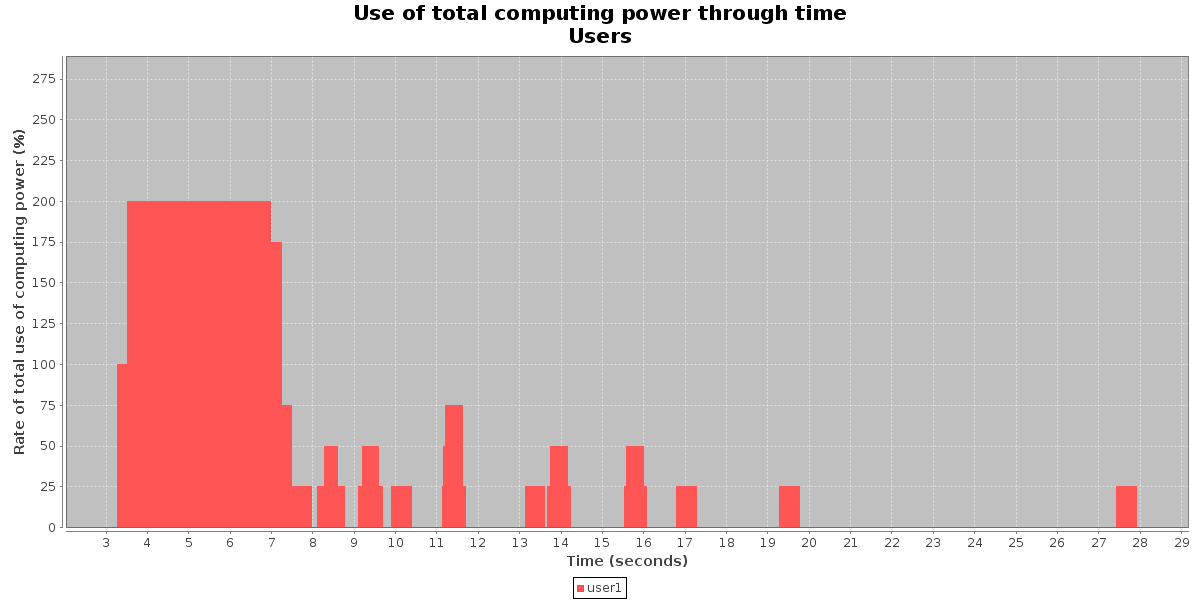 Use of total computing power through time
Users
Rate of total use of computing power (%)
275
250
225
200
175
150
125
100
75
50
25
0
3 4 5 6 7 8 9 10 11 12 13 14 15 16 17 18 19 20 21 22 23 24 25 26 27 28 29
Time (seconds)
user1